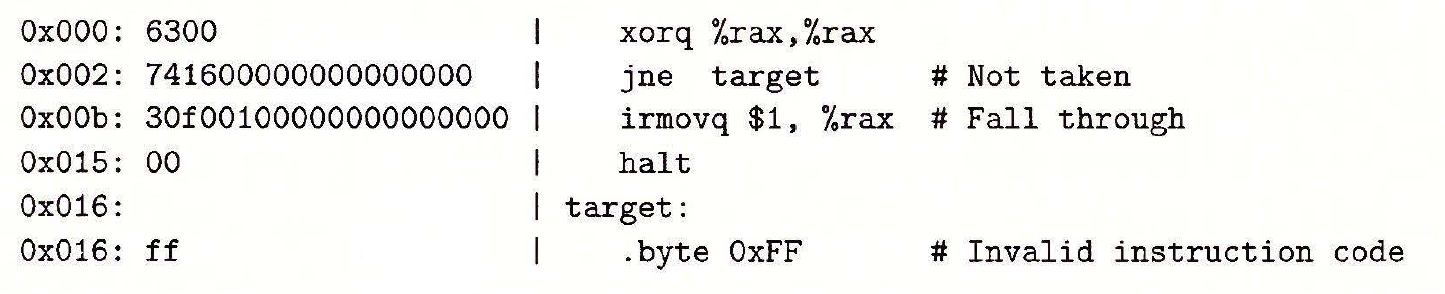 0x000: 6300 | xorq %rax,%rax
0x002: 741600000000000000 | jne target # Not taken
0x00b: 30f00100000000000000 | irmovq $1, %rax # Fall through
0x015: 00 | halt
0x016: | target:
0x016: ff | .byte 0xFF # Invalid instruction code